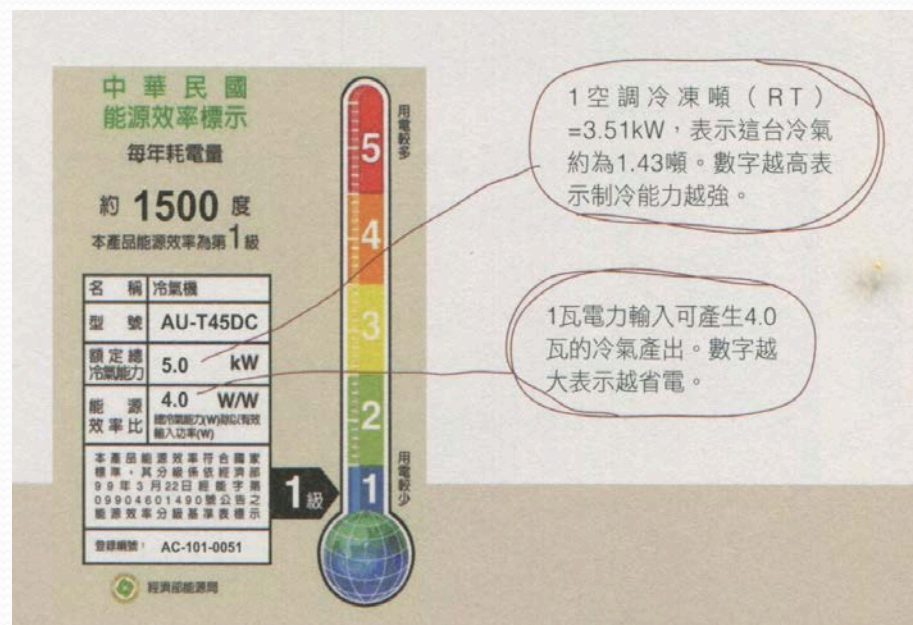 中華民國
能源效率標示
每年耗電量
約 1500 度
本產品能源效率為第1級
名稱 冷氣機
型號 AU-T45DC
額定總
冷氣能力 5.0 kW
能源
效率比 4.0 W/W
總冷氣能力(W)除以有效
輸入功率(W)
本產品能源效率符合國家
標準，其分級係依經濟部
99年3月22日經能字第
09904601490號公告之
能源效率分級基準表標示
登錄編號： AC-101-0051
經濟部能源局
用電較多
5
4
3
2
1
用電較少
1級
1空調冷凍噸（RT）
=3.51kW，表示這台冷氣
約為1.43噸。數字越高表
示制冷能力越強。
1瓦電力輸入可產生4.0
瓦的冷氣產出。數字越
大表示越省電。